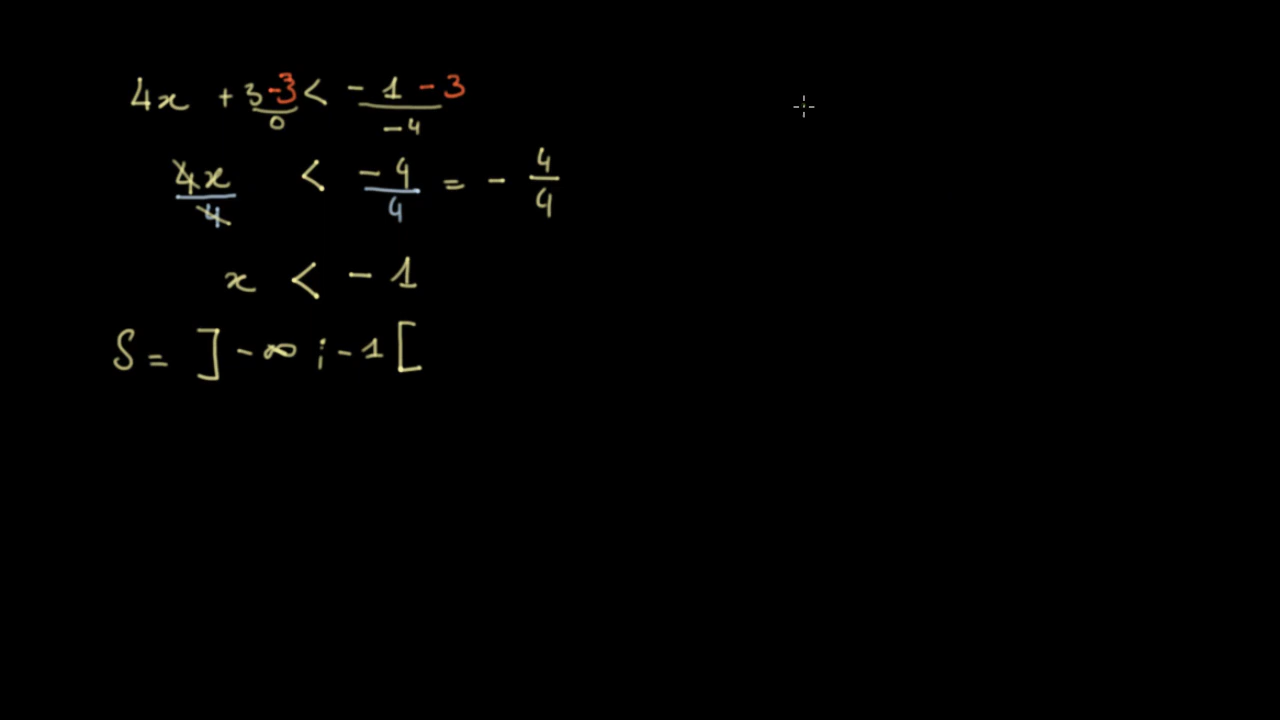 4x + 3 - 3 < - 1 - 3
0 - 4
4x/4 < - 4/4 = - 4/4
x < - 1
S = ]- ∞ ; - 1[